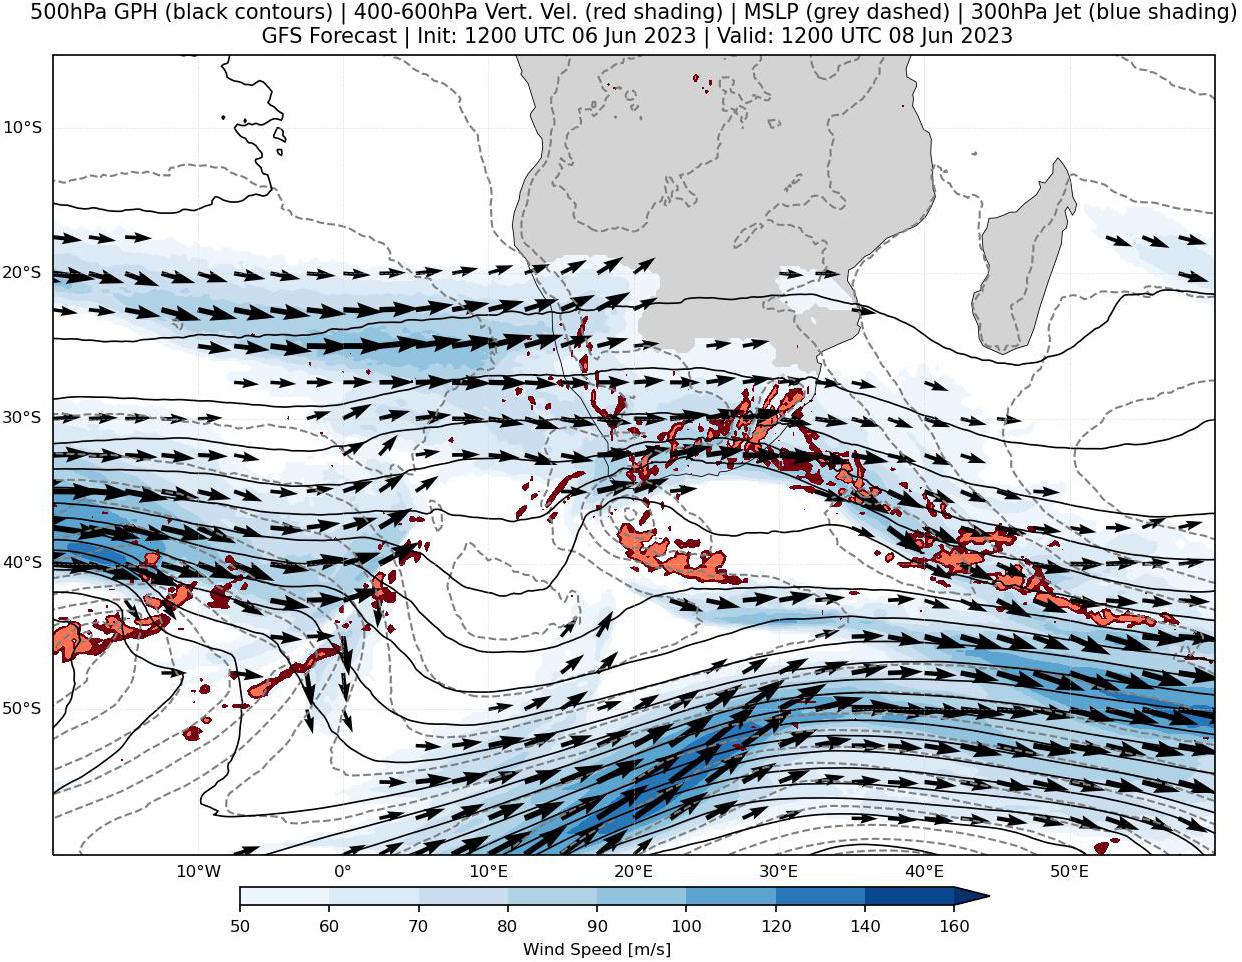 500hPa GPH (black contours) | 400-600hPa Vert. Vel. (red shading) | MSLP (grey dashed) | 300hPa Jet (blue shading)
GFS Forecast | Init: 1200 UTC 06 Jun 2023 | Valid: 1200 UTC 08 Jun 2023
10°S
20°S
30°S
40°S
50°S
10°W 0° 10°E 20°E 30°E 40°E 50°E
50 60 70 80 90 100 120 140 160
Wind Speed [m/s]